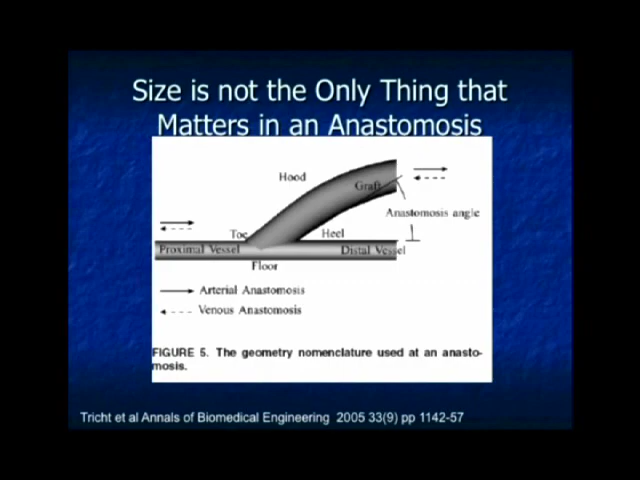 Size is not the Only Thing that
Matters in an Anastomosis
Hood
Graft
Anastomosis angle
Toe
Heel
Proximal Vessel
Distal Vessel
Floor
Arterial Anastomosis
Venous Anastomosis
FIGURE 5. The geometry nomenclature used at an anasto-
mosis.
Tricht et al Annals of Biomedical Engineering 2005 33(9) pp 1142-57